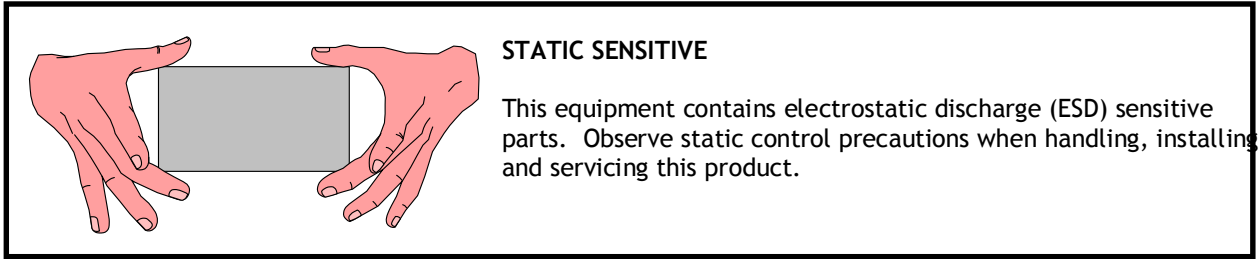 STATIC SENSITIVE
This equipment contains electrostatic discharge (ESD) sensitive
parts.  Observe static control precautions when handling, installing
and servicing this product.